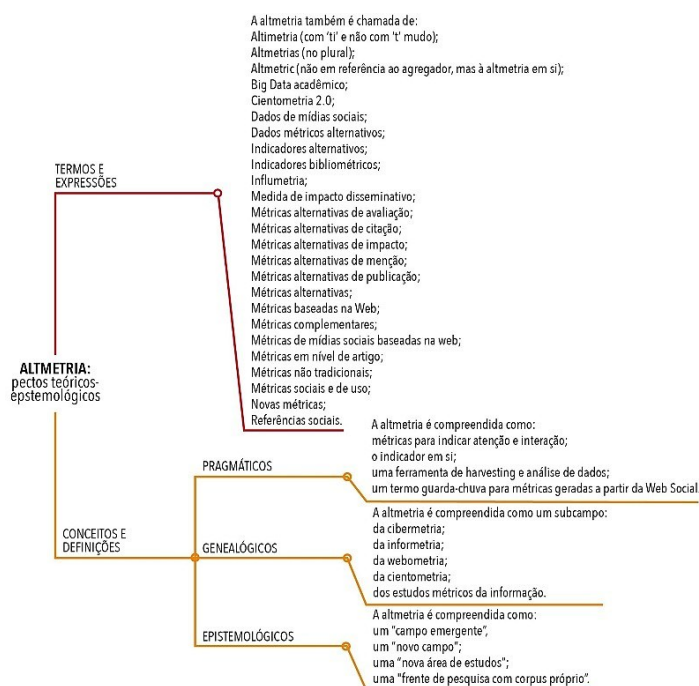 A altmetria também é chamada de:
Altimetria (com 'ti' e não com 't' mudo);
Altmetrias (no plural);
Altmetric (não em referência ao agregador, mas à altmetria em si);
Big Data acadêmico;
Cientometria 2.0;
Dados de mídias sociais;
Dados métricos alternativos;
Indicadores alternativos;
Indicadores bibliométricos;
Influmetria;
Medida de impacto disseminativo;
Métricas alternativas de avaliação;
Métricas alternativas de citação;
Métricas alternativas de impacto;
Métricas alternativas de menção;
Métricas alternativas de publicação;
Métricas alternativas;
Métricas baseadas na Web;
Métricas complementares;
Métricas de mídias sociais baseadas na web;
Métricas em nível de artigo;
Métricas não tradicionais;
Métricas sociais e de uso;
Novas métricas;
Referências sociais.
TERMOS E
EXPRESSÕES
ALTMETRIA:
pectos teóricos-
epistemológicos
CONCEITOS E
DEFINIÇÕES
PRAGMÁTICOS
A altmetria é compreendida como:
métricas para indicar atenção e interação;
o indicador em si;
uma ferramenta de harvesting e análise de dados;
um termo guarda-chuva para métricas geradas a partir da Web Social
GENEALÓGICOS
A altmetria é compreendida como um subcampo:
da cibermetria;
da informetria;
da webometria;
da cientometria;
dos estudos métricos da informação.
EPISTEMOLÓGICOS
A altmetria é compreendida como:
um "campo emergente",
um "novo campo";
uma "nova área de estudos";
uma "frente de pesquisa com corpus próprio".